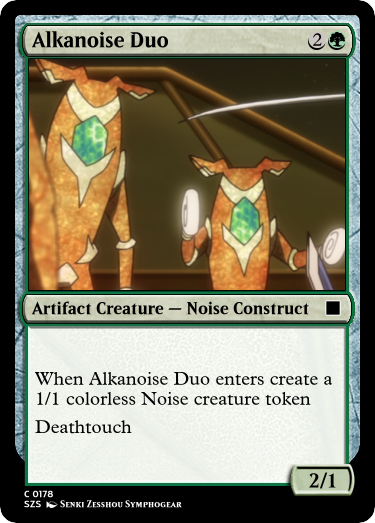 Alkanoise Duo 2
Artifact Creature — Noise Construct
When Alkanoise Duo enters create a
1/1 colorless Noise creature token
Deathtouch
2/1
C 0178
SZS Senki Zesshou Symphogear